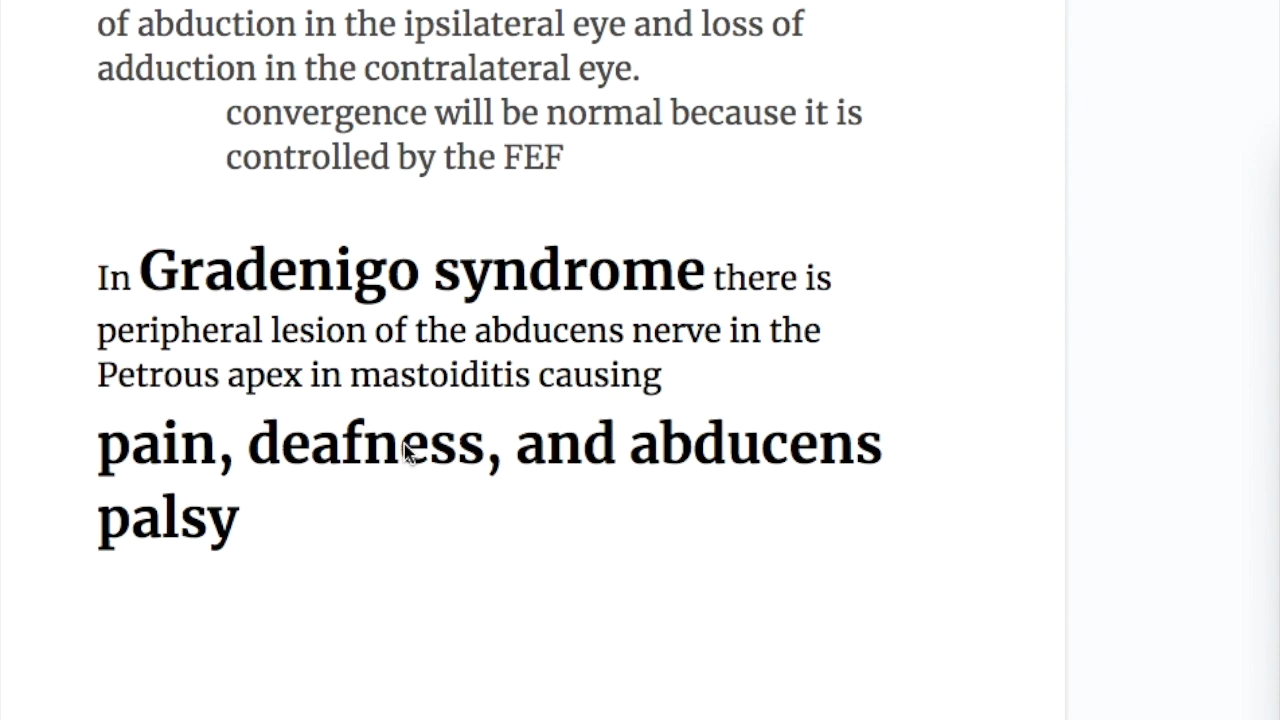 of abduction in the ipsilateral eye and loss of
adduction in the contralateral eye.
convergence will be normal because it is
controlled by the FEF
In Gradenigo syndrome there is
peripheral lesion of the abducens nerve in the
Petrous apex in mastoiditis causing
pain, deafness, and abducens
palsy